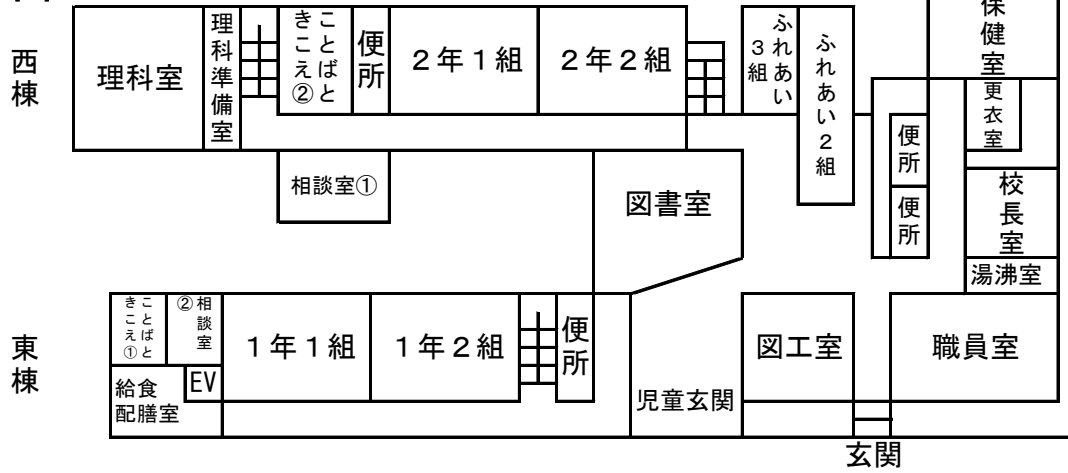 西棟
理科室
理科準備室
ことばと
きこえ②
便所
２年１組
２年２組
ふれあい
３組
ふれあい２組
保健室
更衣室
便所
便所
校長室
湯沸室
相談室①
図書室
東棟
ことばと
きこえ①
相談室
②
給食
配膳室
EV
１年１組
１年２組
便所
児童玄関
図工室
職員室
玄関